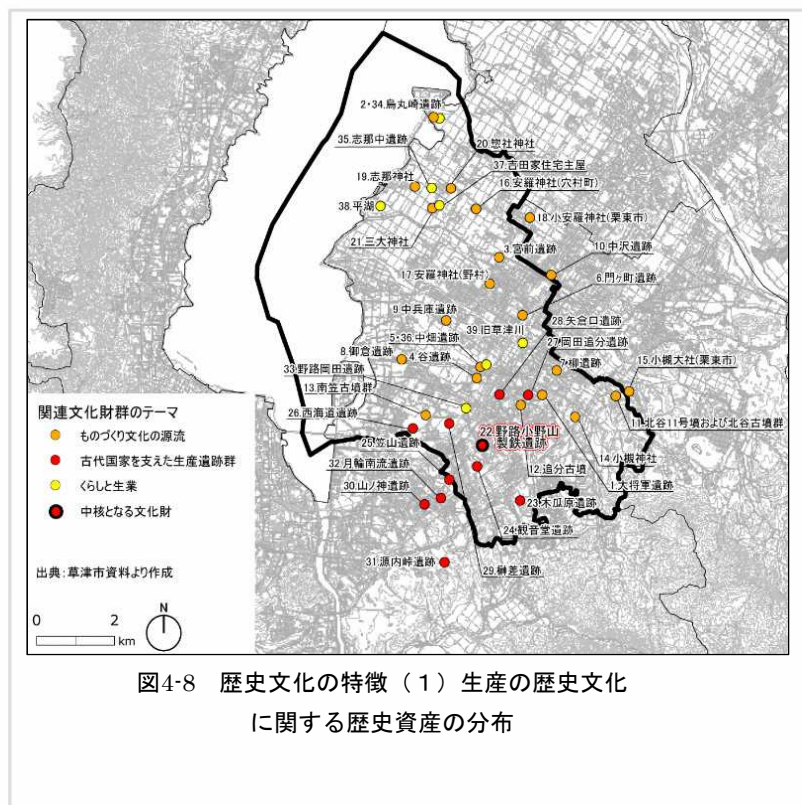 2・34.烏丸崎遺跡
35.志那中遺跡
20.惣社神社
37.吉田家住宅主屋
19.志那神社
16.安羅神社(穴村町)
38.平湖
18.小安羅神社(栗東市)
21.三大神社
3.宮前遺跡
10.中沢遺跡
17.安羅神社(野村)
6.門ヶ町遺跡
9.中兵庫遺跡
28.矢倉口遺跡
39.旧草津川
27.岡田追分遺跡
5・36.中畑遺跡
8.御倉遺跡
4.谷遺跡
7.柳遺跡
15.小槻大社(栗東市)
33.野路岡田遺跡
13.南笠古墳群
26.西海道遺跡
11.北谷11号墳および北谷古墳群
22.野路小野山
製鉄遺跡
25.笠山遺跡
14.小槻神社
32.月輪南流遺跡
12.追分古墳
1.大将軍遺跡
30.山ノ神遺跡
23.木瓜原遺跡
24.観音堂遺跡
31.源内峠遺跡
29.榊差遺跡
関連文化財群のテーマ
ものづくり文化の源流
古代国家を支えた生産遺跡群
くらしと生業
中核となる文化財
出典:草津市資料より作成
0 2
km
N
図4-8 歴史文化の特徴(1)生産の歴史文化
に関する歴史資産の分布